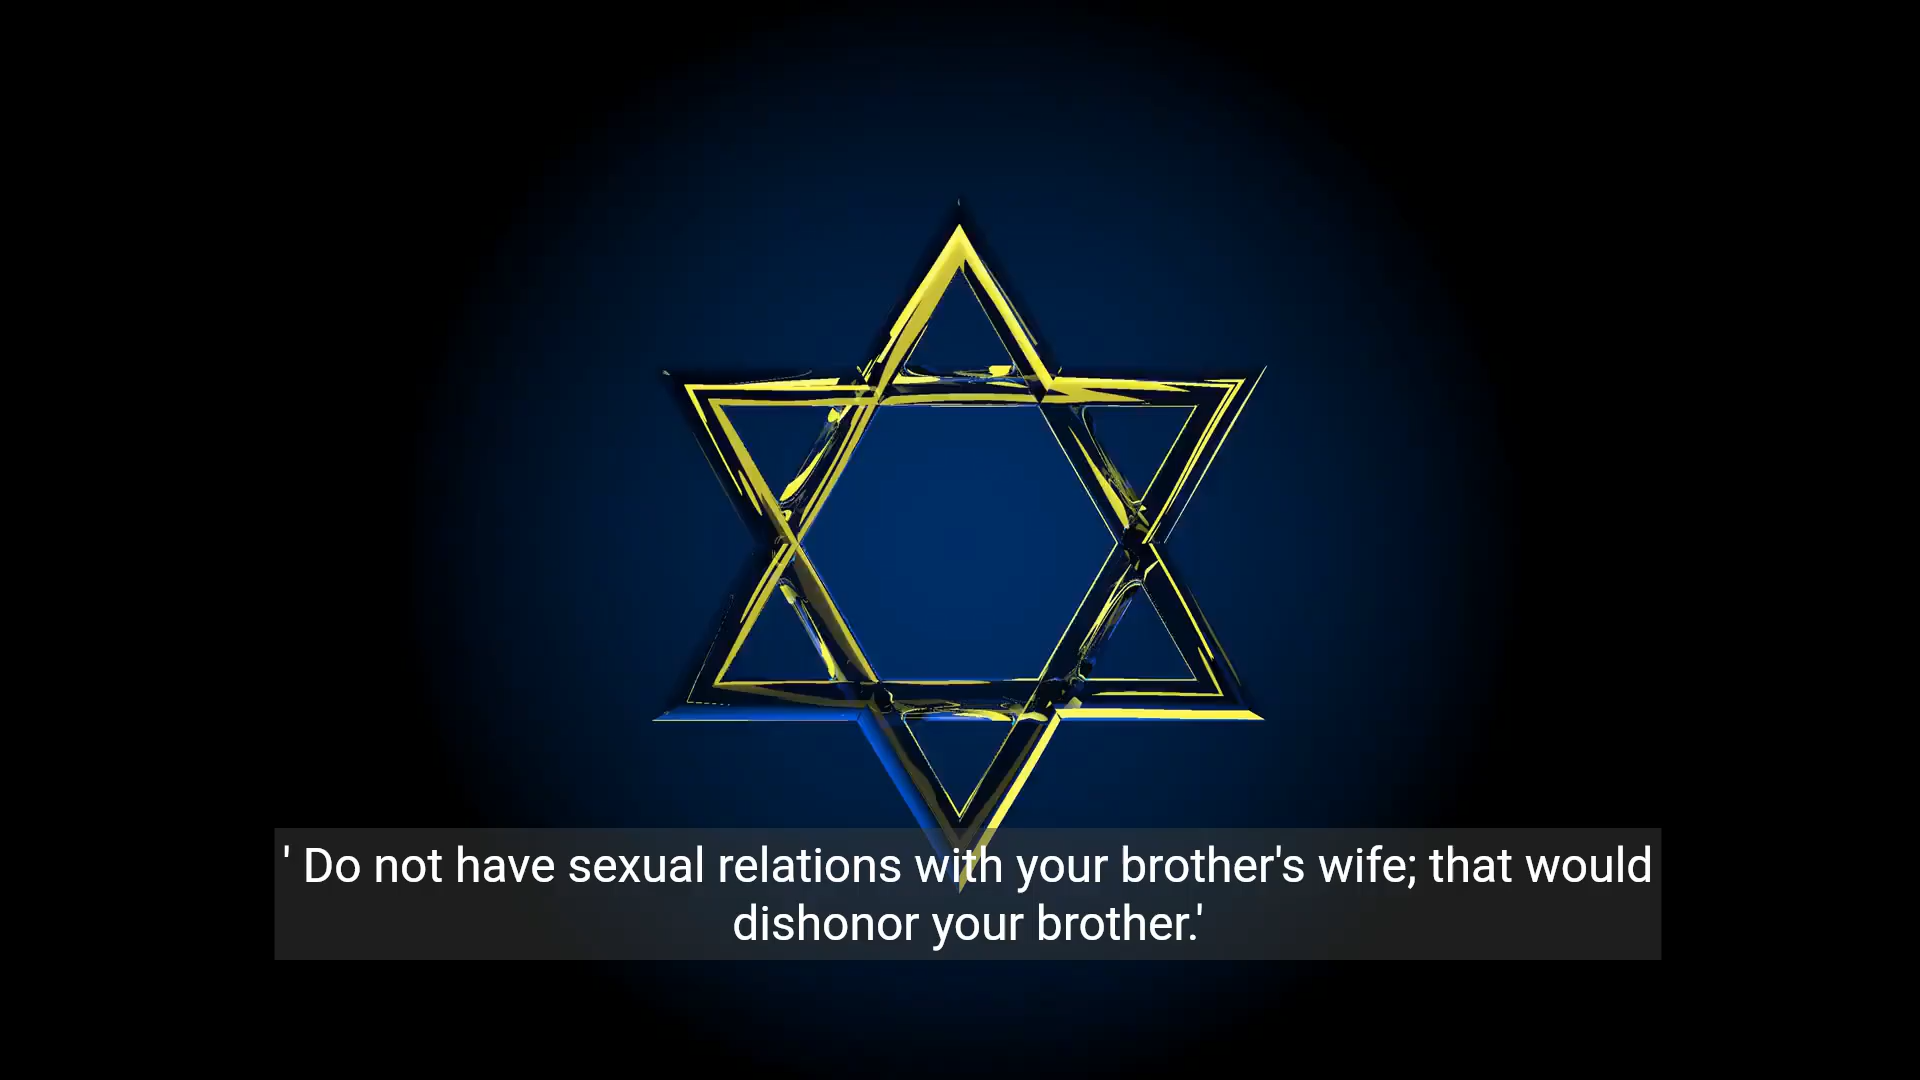 ' Do not have sexual relations with your brother's wife; that would
dishonor your brother.'